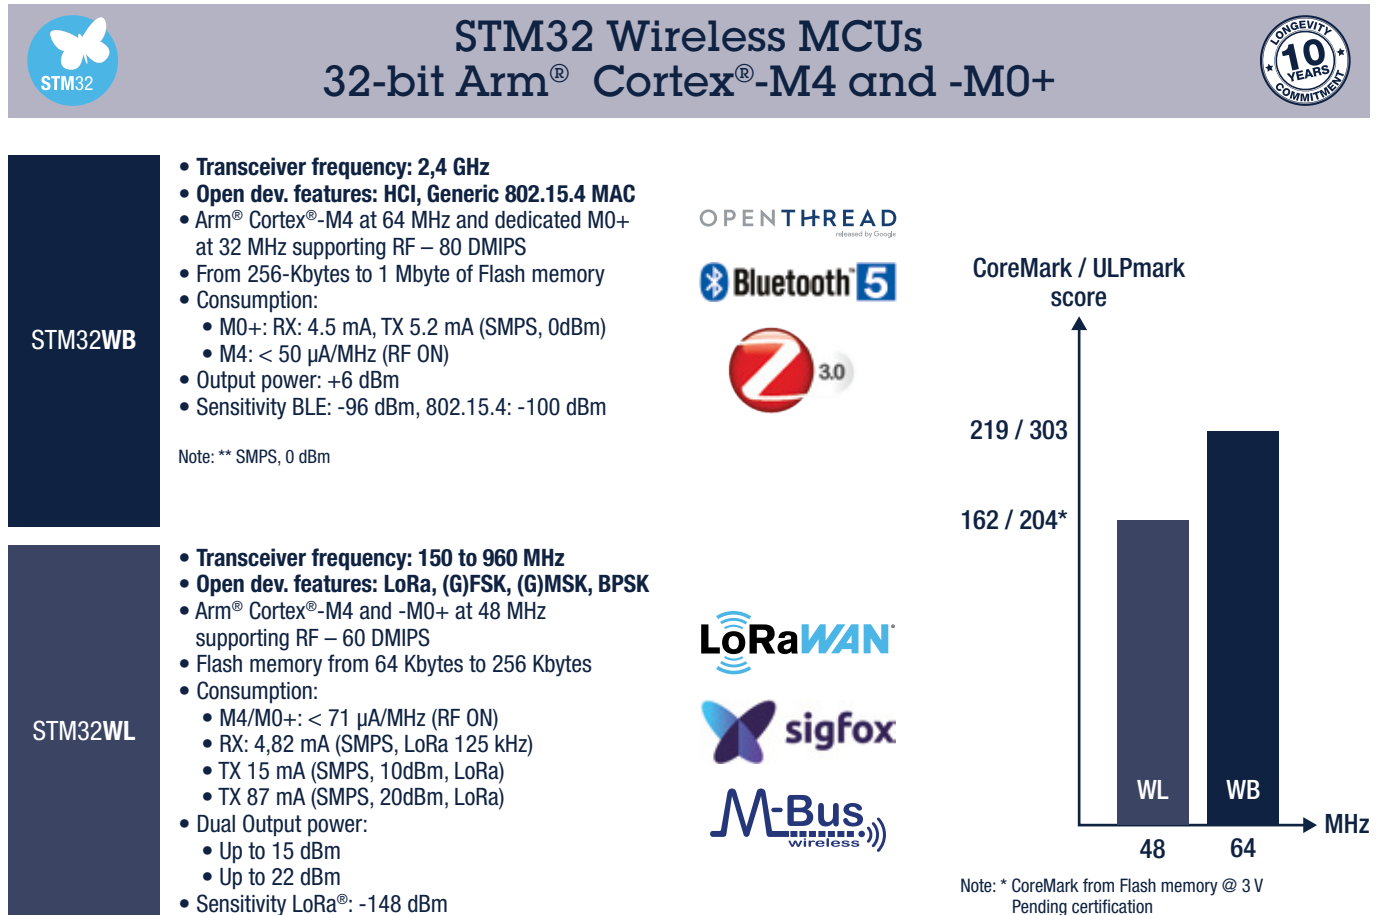 STM32
STM32 Wireless MCUs
32-bit Arm® Cortex®-M4 and -M0+
LONGEVITY
10
YEARS
COMMITMENT
STM32WB
• Transceiver frequency: 2,4 GHz
• Open dev. features: HCI, Generic 802.15.4 MAC
• Arm® Cortex®-M4 at 64 MHz and dedicated M0+
at 32 MHz supporting RF – 80 DMIPS
• From 256-Kbytes to 1 Mbyte of Flash memory
• Consumption:
• M0+: RX: 4.5 mA, TX 5.2 mA (SMPS, 0dBm)
• M4: < 50 µA/MHz (RF ON)
• Output power: +6 dBm
• Sensitivity BLE: -96 dBm, 802.15.4: -100 dBm
Note: ** SMPS, 0 dBm
OPENTHREAD
released by Google
Bluetooth™ 5
Z 3.0
STM32WL
• Transceiver frequency: 150 to 960 MHz
• Open dev. features: LoRa, (G)FSK, (G)MSK, BPSK
• Arm® Cortex®-M4 and -M0+ at 48 MHz
supporting RF – 60 DMIPS
• Flash memory from 64 Kbytes to 256 Kbytes
• Consumption:
• M4/M0+: < 71 µA/MHz (RF ON)
• RX: 4,82 mA (SMPS, LoRa 125 kHz)
• TX 15 mA (SMPS, 10dBm, LoRa)
• TX 87 mA (SMPS, 20dBm, LoRa)
• Dual Output power:
• Up to 15 dBm
• Up to 22 dBm
• Sensitivity LoRa®: -148 dBm
LoRaWAN®
sigfox
M-Bus
wireless
CoreMark / ULPmark
score
219 / 303
162 / 204*
WL
WB
MHz
48
64
Note: * CoreMark from Flash memory @ 3 V
Pending certification